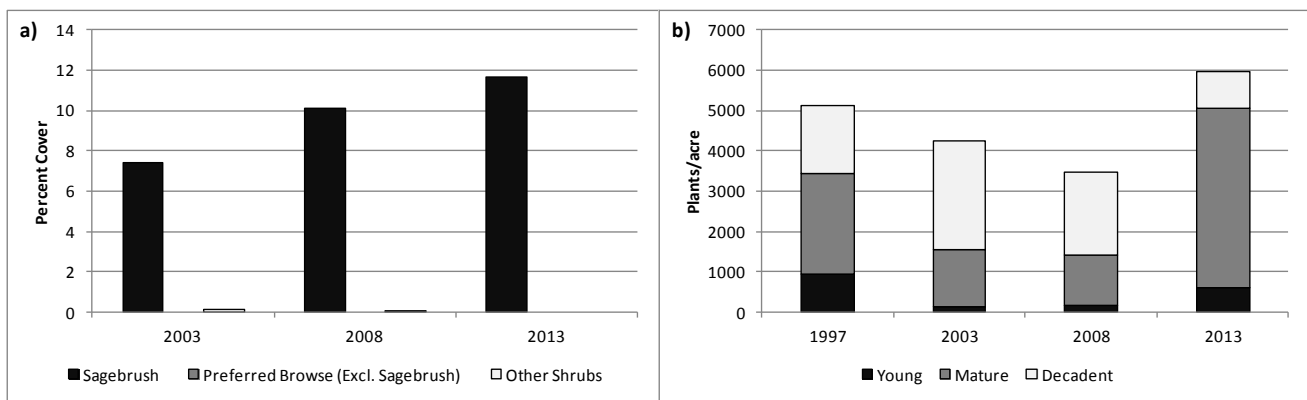 a)
14
12
10
8
6
4
2
0
Percent Cover
2003 2008 2013
Sagebrush Preferred Browse (Excl. Sagebrush) Other Shrubs
b)
7000
6000
5000
4000
3000
2000
1000
0
Plants/acre
1997 2003 2008 2013
Young Mature Decadent